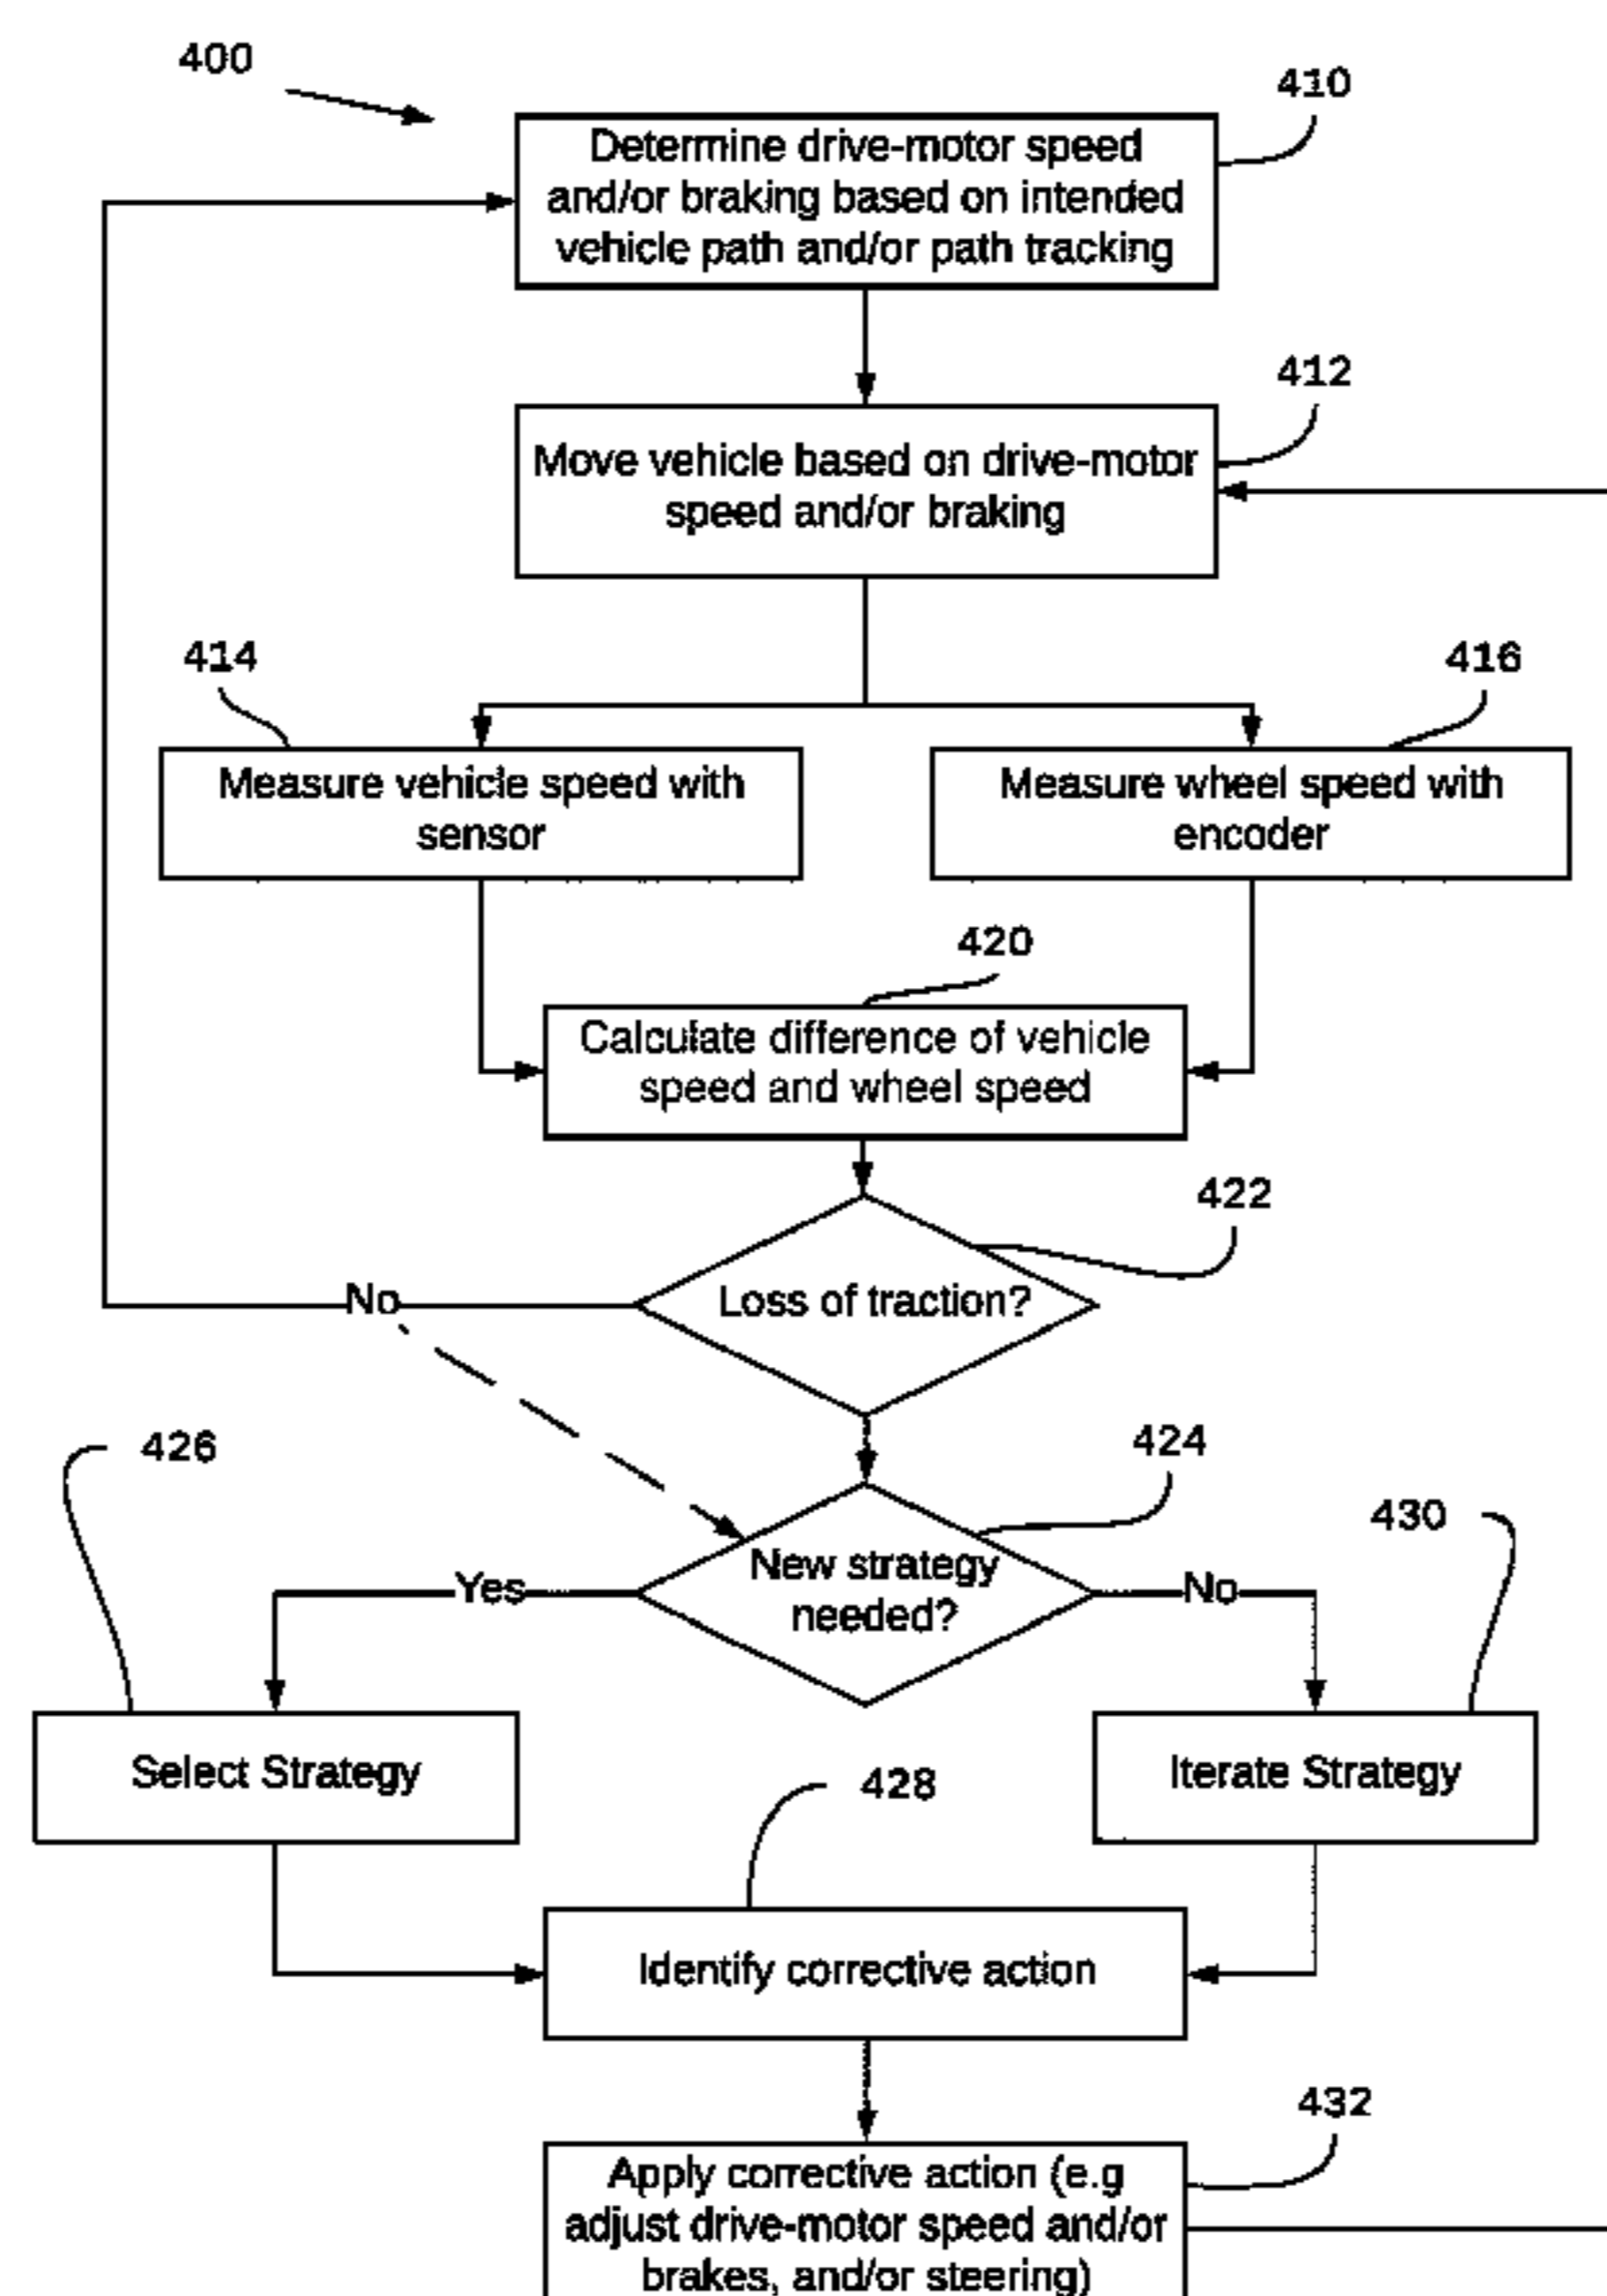 400
410
Determine drive-motor speed
and/or braking based on intended
vehicle path and/or path tracking
412
Move vehicle based on drive-motor
speed and/or braking
414
416
Measure vehicle speed with
sensor
Measure wheel speed with
encoder
420
Calculate difference of vehicle
speed and wheel speed
422
Loss of traction?
No
424
426
430
New strategy
needed?
Yes
No
Select Strategy
Iterate Strategy
428
Identify corrective action
432
Apply corrective action (e.g
adjust drive-motor speed and/or
brakes, and/or steering)